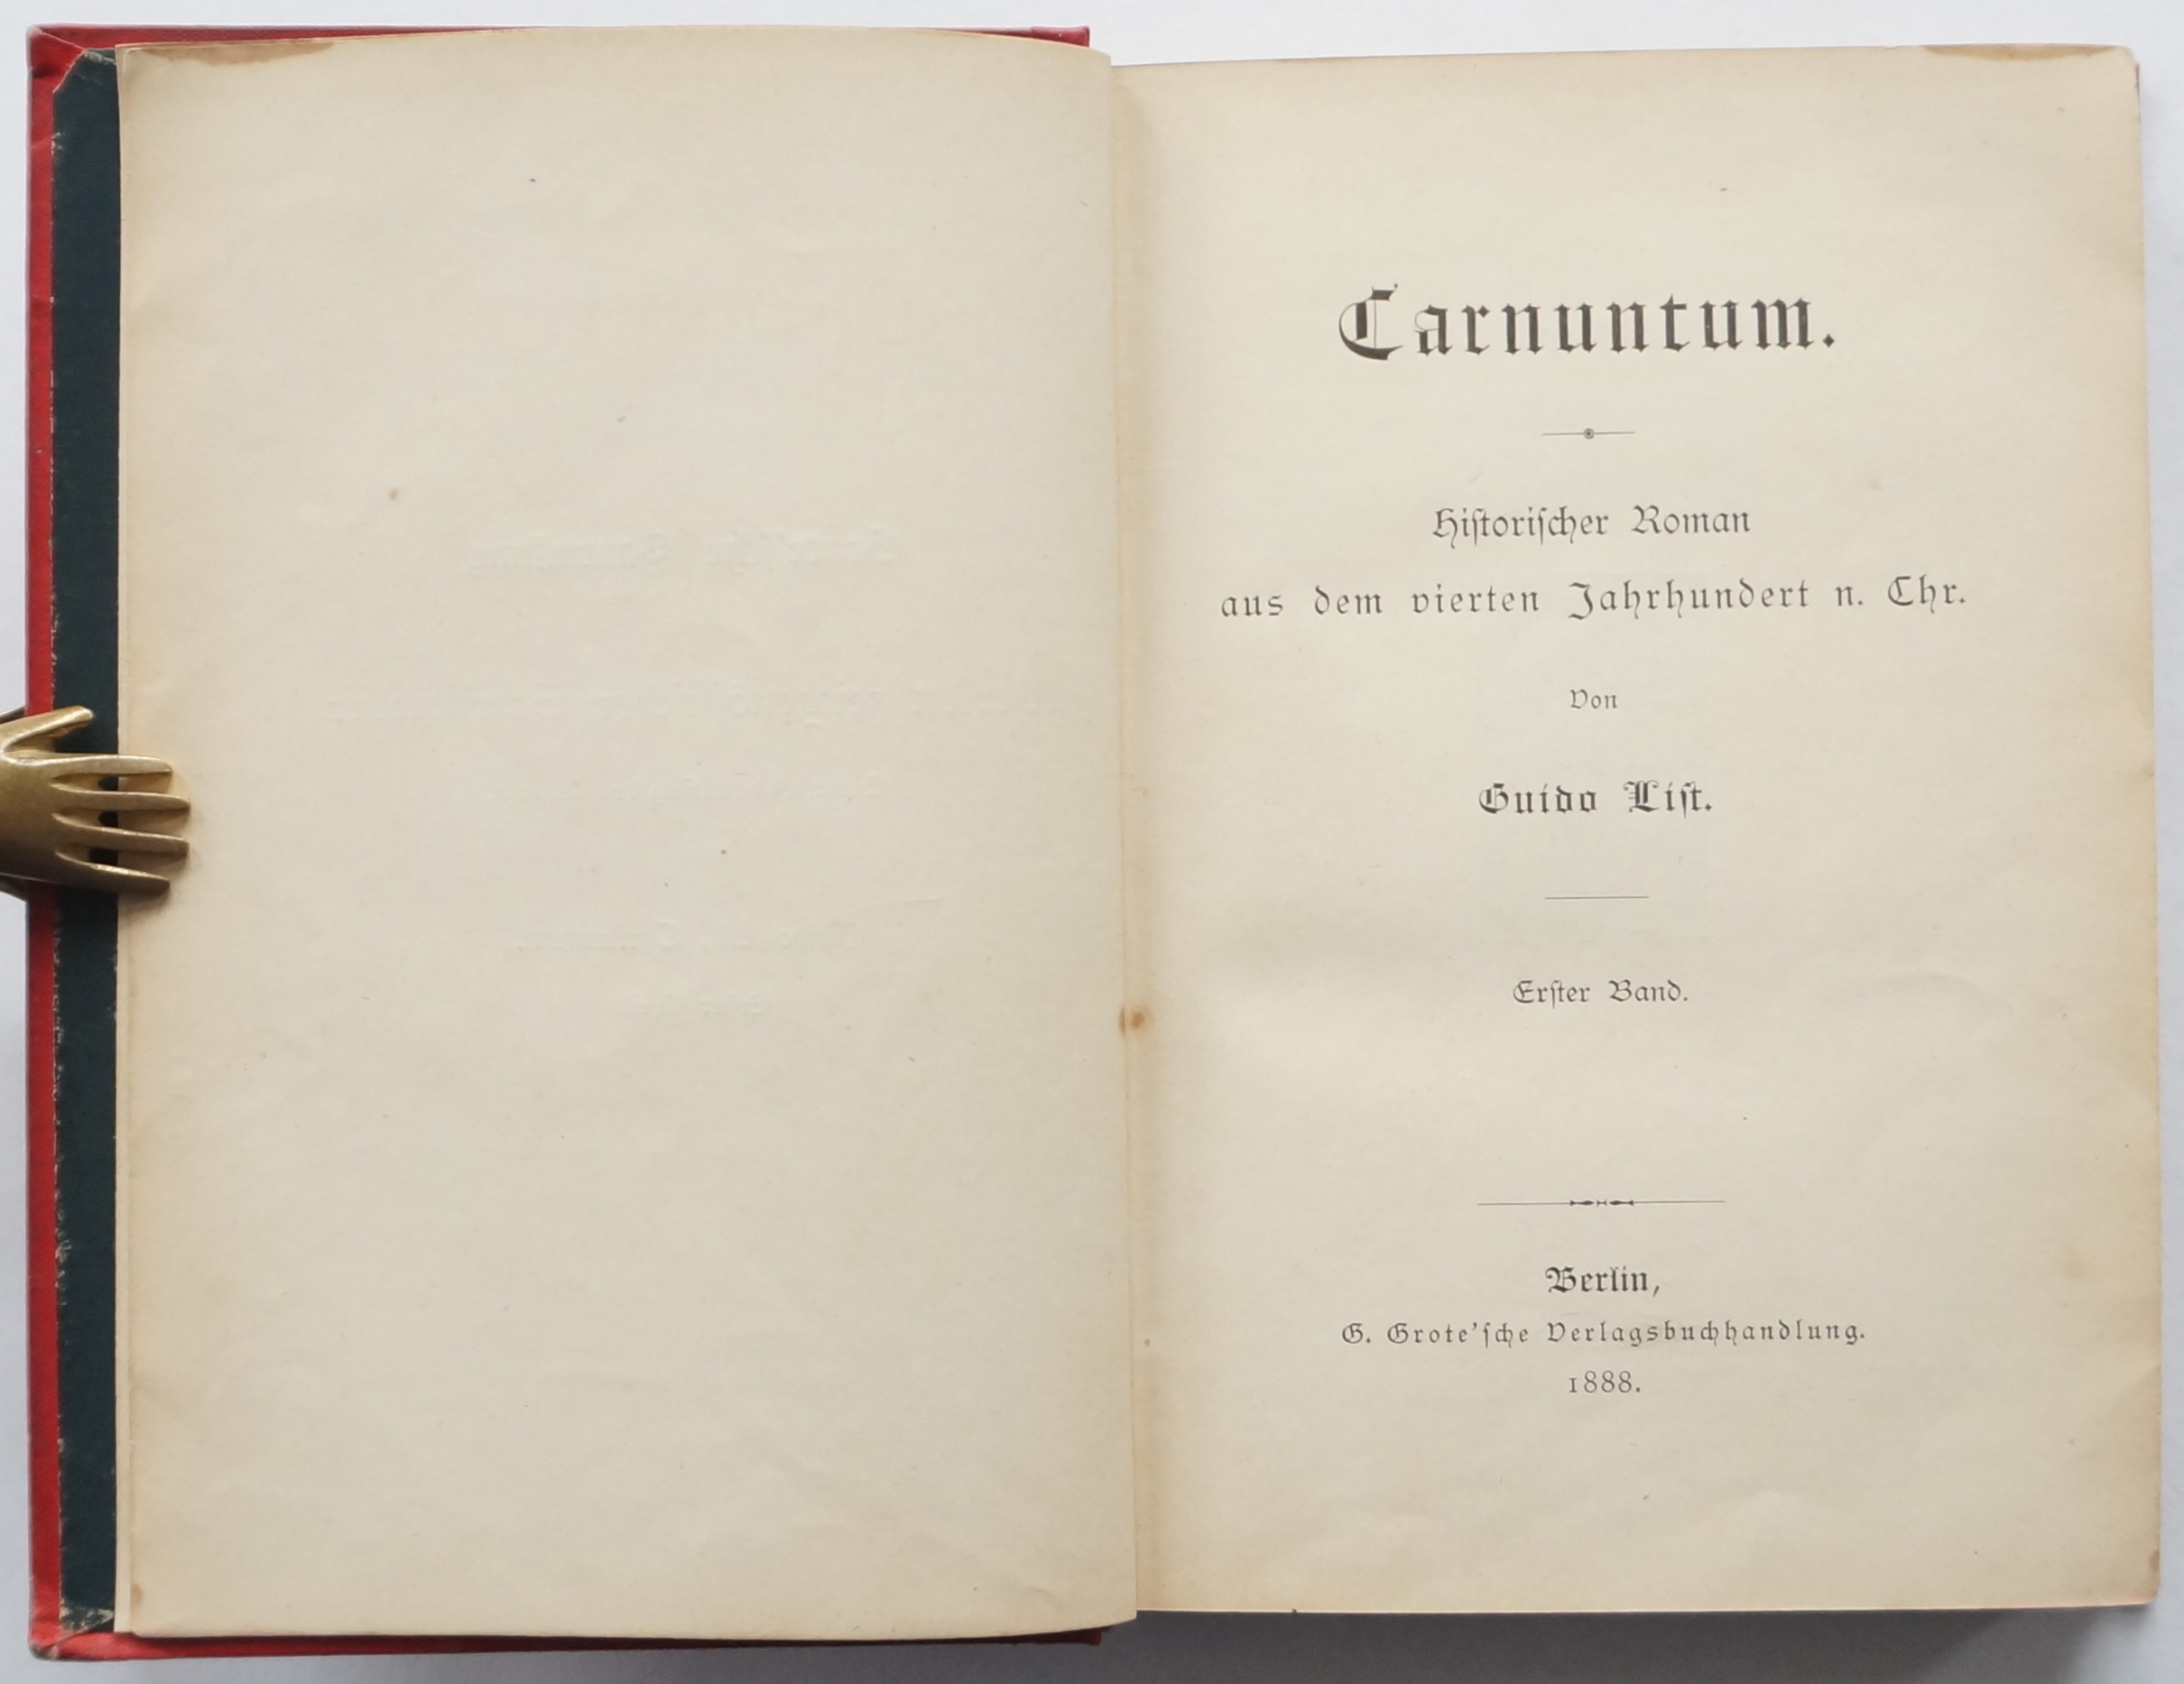 Carnuntum.
Hiſtoriſcher Roman
aus dem vierten Jahrhundert n. Chr.
Von
Guido Liſt.
Erſter Band.
Berlin,
G. Grote'ſche Verlagsbuchhandlung.
1888.